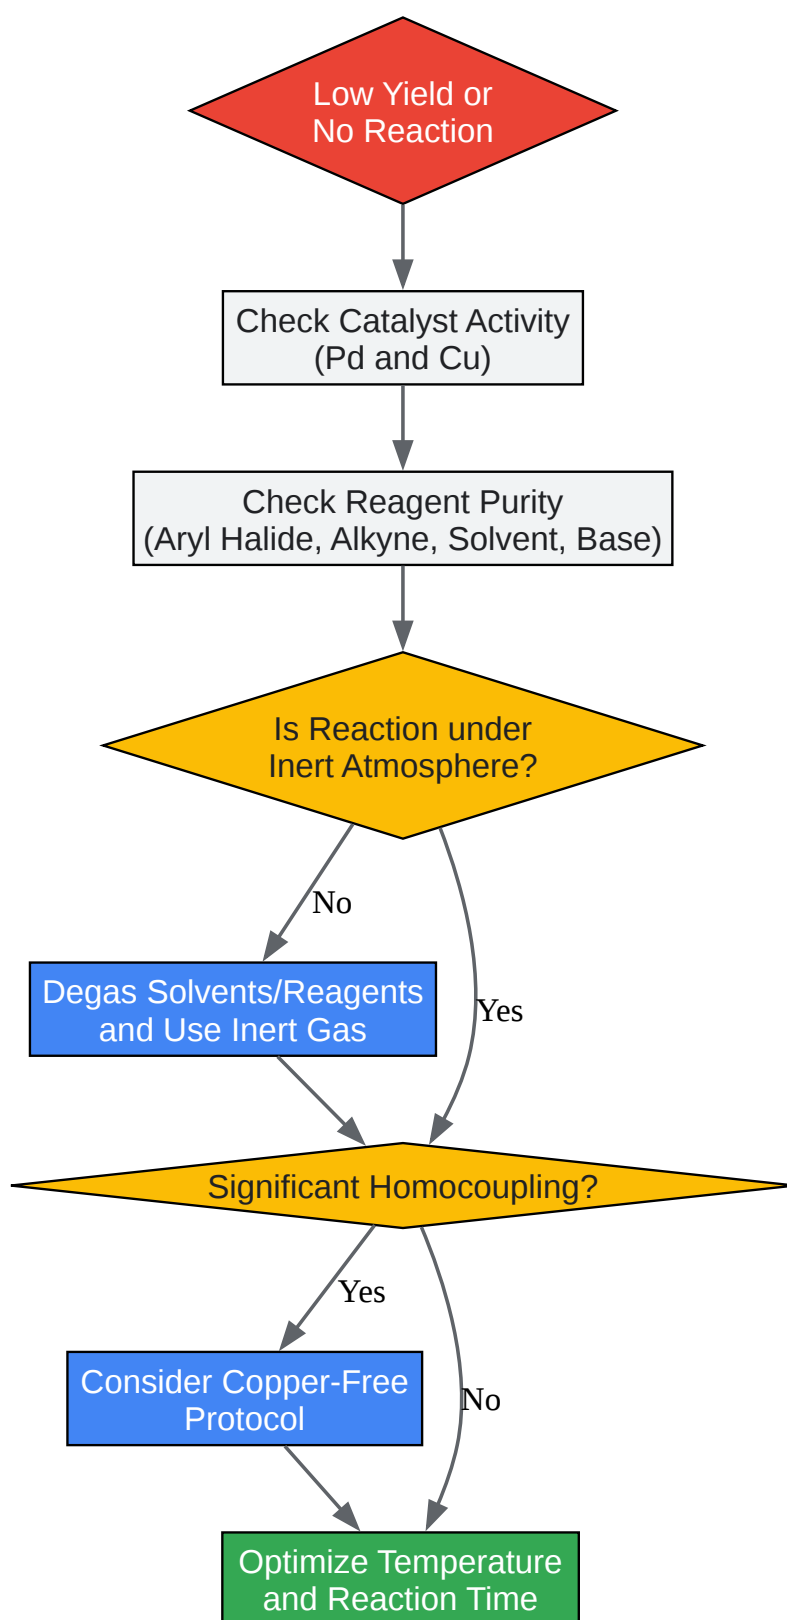 Low Yield or
No Reaction
Check Catalyst Activity
(Pd and Cu)
Check Reagent Purity
(Aryl Halide, Alkyne, Solvent, Base)
Is Reaction under
Inert Atmosphere?
No
Degas Solvents/Reagents
and Use Inert Gas
Yes
Significant Homocoupling?
Yes
Consider Copper-Free
Protocol
No
Optimize Temperature
and Reaction Time